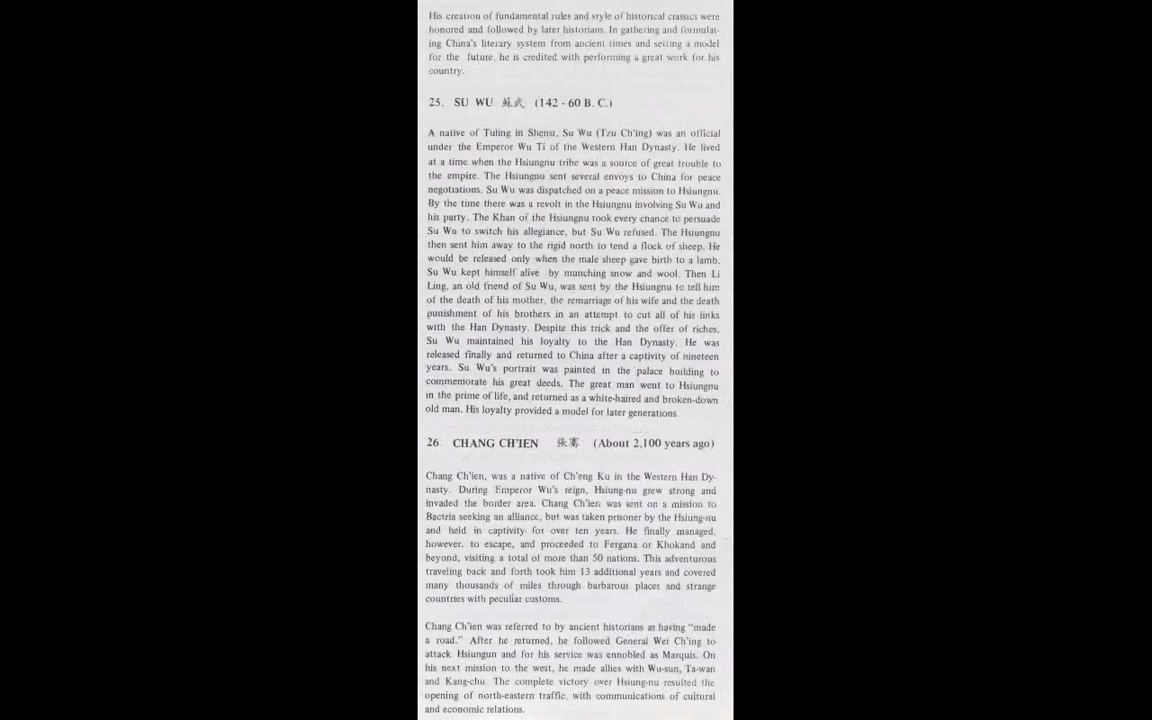 His creation of fundamental rules and style of historical classics were
honored and followed by later historians. In gathering and formulat-
ing China's literary system from ancient times and setting a model
for the future, he is credited with performing a great work for his
country.
25. SU WU 蘇武 (142 - 60 B. C.)
A native of Tuling in Shensi, Su Wu (Tzu Ch'ing) was an official
under the Emperor Wu Ti of the Western Han Dynasty. He lived
at a time when the Hsiungnu tribe was a source of great trouble to
the empire. The Hsiungnu sent several envoys to China for peace
negotiations. Su Wu was dispatched on a peace mission to Hsiungnu.
By the time there was a revolt in the Hsiungnu involving Su Wu and
his party. The Khan of the Hsiungnu took every chance to persuade
Su Wu to switch his allegiance, but Su Wu refused. The Hsiungnu
then sent him away to the rigid north to tend a flock of sheep. He
would be released only when the male sheep gave birth to a lamb.
Su Wu kept himself alive by munching snow and wool. Then Li
Ling, an old friend of Su Wu, was sent by the Hsiungnu to tell him
of the death of his mother, the remarriage of his wife and the death
punishment of his brothers in an attempt to cut all of his links
with the Han Dynasty. Despite this trick and the offer of riches,
Su Wu maintained his loyalty to the Han Dynasty. He was
released finally and returned to China after a captivity of nineteen
years. Su Wu's portrait was painted in the palace building to
commemorate his great deeds. The great man went to Hsiungnu
in the prime of life, and returned as a white-haired and broken-down
old man. His loyalty provided a model for later generations
26 CHANG CH'IEN 張騫 (About 2,100 years ago)
Chang Ch'ien, was a native of Ch'eng Ku in the Western Han Dy-
nasty. During Emperor Wu's reign, Hsiung-nu grew strong and
invaded the border area. Chang Ch'ien was sent on a mission to
Bactria seeking an alliance, but was taken prisoner by the Hsiung-nu
and held in captivity for over ten years. He finally managed,
however, to escape, and proceeded to Fergana or Khokand and
beyond, visiting a total of more than 50 nations. This adventurous
traveling back and forth took him 13 additional years and covered
many thousands of miles through barbarous places and strange
countries with peculiar customs.
Chang Ch'ien was referred to by ancient historians as having "made
a road." After he returned, he followed General Wei Ch'ing to
attack Hsiungun and for his service was ennobled as Marquis. On
his next mission to the west, he made allies with Wu-sun, Ta-wan
and Kang-chu. The complete victory over Hsiung-nu resulted the
opening of north-eastern traffic, with communications of cultural
and economic relations.